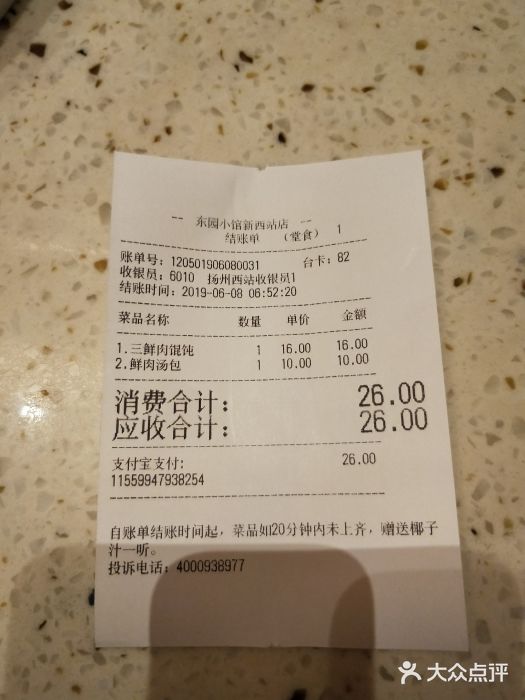 -- 东园小馆新西站店 --
结账单 (堂食) 1
账单号: 120501906080031 台卡: 82
收银员: 6010 扬州西站收银员1
结账时间: 2019-06-08 06:52:20
菜品名称 数量 单价 金额
1.三鲜肉馄饨 1 16.00 16.00
2.鲜肉汤包 1 10.00 10.00
消费合计: 26.00
应收合计: 26.00
支付宝支付: 26.00
11559947938254
自账单结账时间起，菜品如20分钟内未上齐，赠送椰子
汁一听。
投诉电话: 4000938977
大众点评